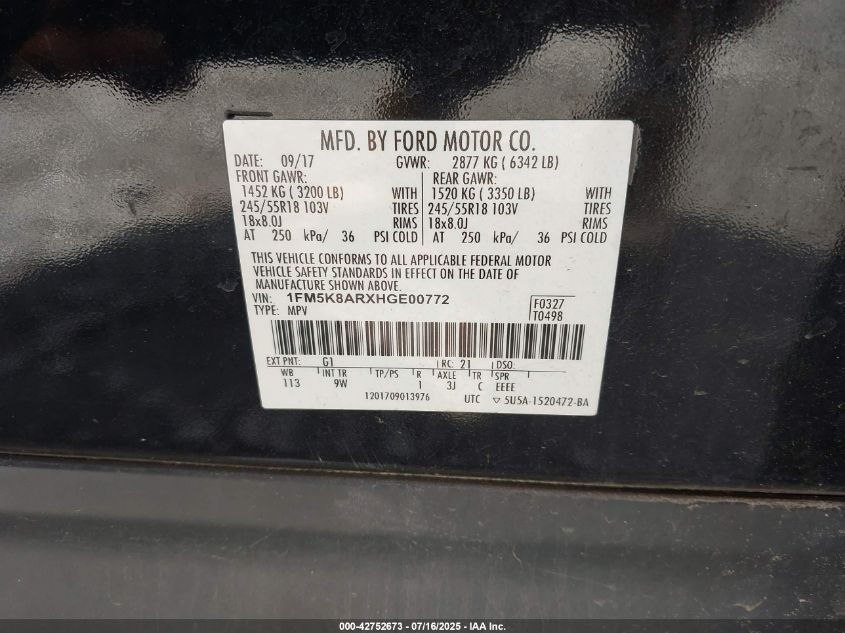 MFD. BY FORD MOTOR CO.
DATE: 09/17 GVWR: 2877 KG ( 6342 LB)
FRONT GAWR: REAR GAWR:
1452 KG ( 3200 LB) WITH 1520 KG ( 3350 LB) WITH
245/55R18 103V TIRES 245/55R18 103V TIRES
18x8.0J RIMS 18x8.0J RIMS
AT 250 kPa/ 36 PSI COLD AT 250 kPa/ 36 PSI COLD
THIS VEHICLE CONFORMS TO ALL APPLICABLE FEDERAL MOTOR
VEHICLE SAFETY STANDARDS IN EFFECT ON THE DATE OF
MANUFACTURE SHOWN ABOVE.
VIN: 1FM5K8ARXHGE00772 F0327
TYPE: MPV T0498
EXT PNT: G1 RC: 21 DSO:
WB INT TR TP/PS R AXLE TR SPR
113 9W 1 3J C EEEE
1201709013976 UTC ▽ 5U5A-1520472-BA
000-42752673 - 07/16/2025 - IAA Inc.